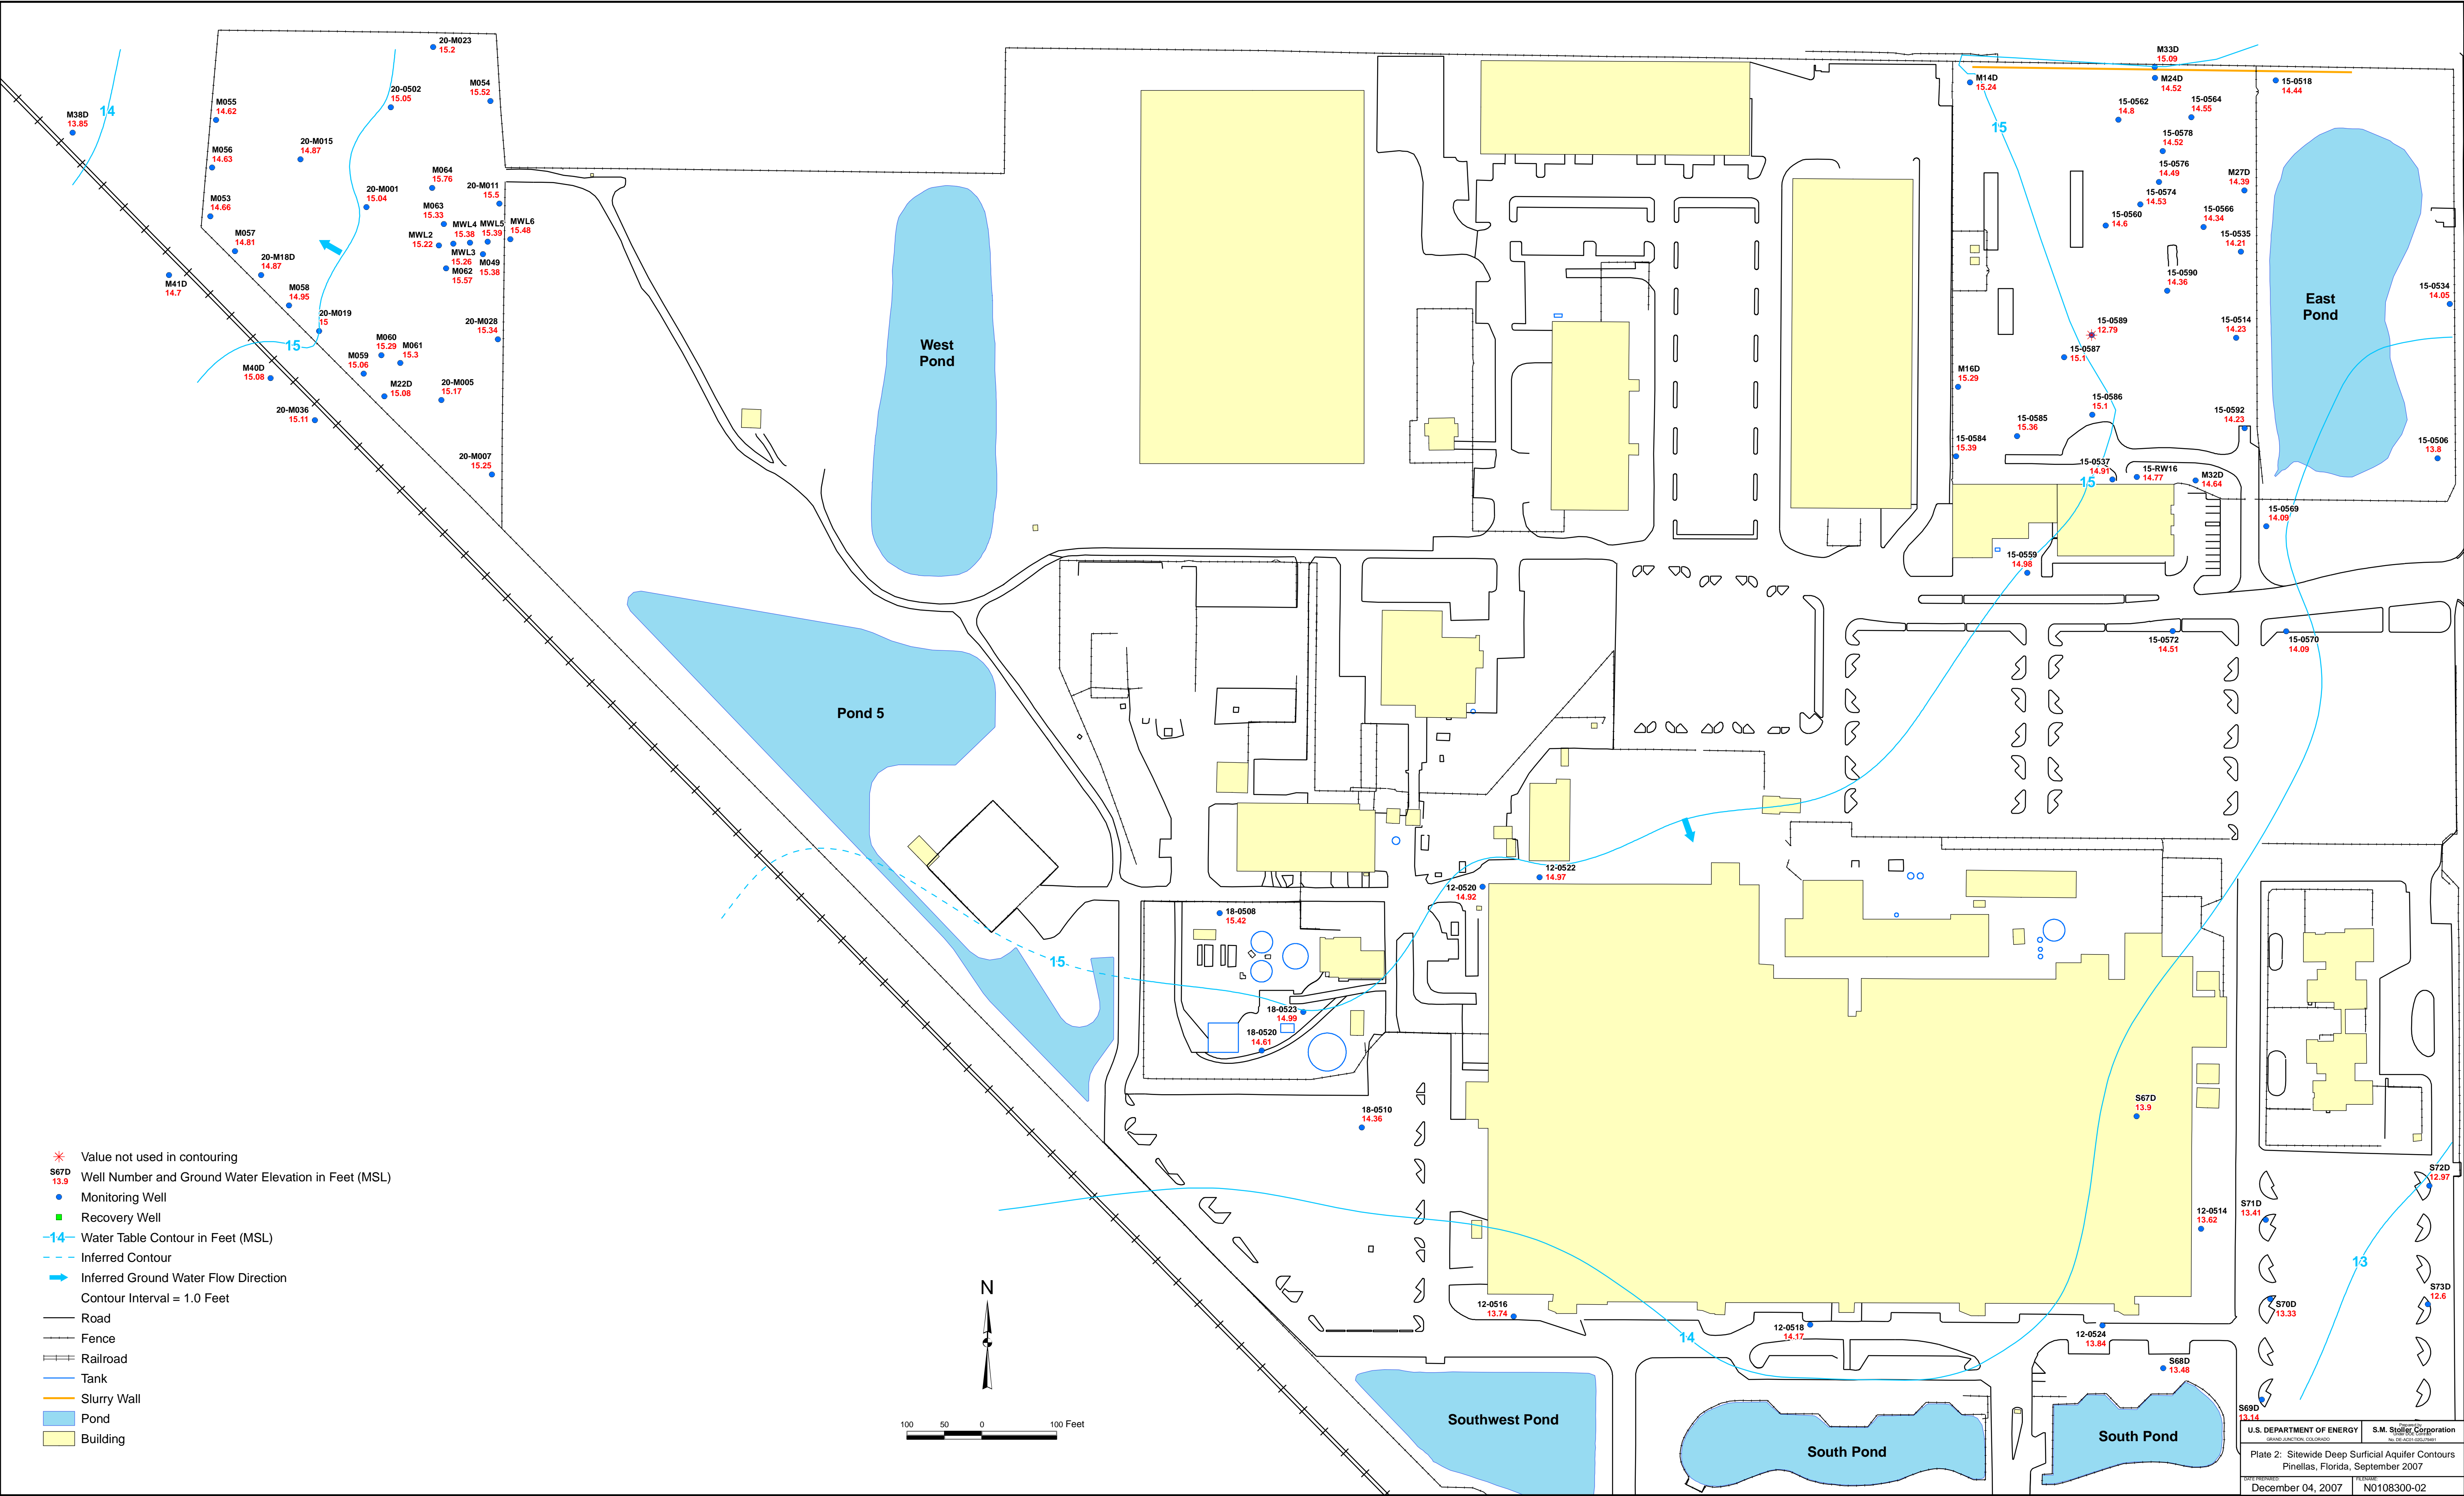 20-M023
15.2
M054
15.52
20-0502
15.05
M055
14.62
M38D
13.85
14
M056
14.63
20-M015
14.87
M053
14.66
20-M001
15.04
M064
15.76
20-M011
15.5
M063
15.33
MWL4
15.38
MWL5
15.39
MWL6
15.48
MWL2
15.22
MWL3
15.26
M049
15.38
M062
15.57
M057
14.81
20-M18D
14.87
M41D
14.7
M058
14.95
20-M019
15
15
20-M028
15.34
M060
15.29
M061
15.3
M059
15.06
M40D
15.08
M22D
15.08
20-M005
15.17
20-M036
15.11
20-M007
15.25
West
Pond
Pond 5
M33D
15.09
M14D
15.24
M24D
14.52
15-0518
14.44
15-0562
14.8
15-0564
14.55
15
15-0578
14.52
15-0576
14.49
M27D
14.39
15-0574
14.53
15-0560
14.6
15-0566
14.34
15-0535
14.21
15-0590
14.36
15-0534
14.05
East
Pond
15-0589
12.79
15-0514
14.23
15-0587
15.1
M16D
15.29
15-0586
15.1
15-0585
15.36
15-0592
14.23
15-0584
15.39
15-0506
13.8
15-0537
14.91
15-RW16
14.77
M32D
14.64
15
15-0569
14.09
15-0559
14.98
15-0572
14.51
15-0570
14.09
12-0522
14.97
12-0520
14.92
18-0508
15.42
15
18-0523
14.99
18-0520
14.61
18-0510
14.36
S67D
13.9
S72D
12.97
S71D
13.41
12-0514
13.62
13
S73D
12.6
S70D
13.33
12-0516
13.74
12-0518
14.17
14
12-0524
13.84
S68D
13.48
S69D
13.14
Southwest Pond
South Pond
South Pond
Value not used in contouring
S67D
13.9
Well Number and Ground Water Elevation in Feet (MSL)
Monitoring Well
Recovery Well
14
Water Table Contour in Feet (MSL)
Inferred Contour
Inferred Ground Water Flow Direction
Contour Interval = 1.0 Feet
Road
Fence
Railroad
Tank
Slurry Wall
Pond
Building
N
100 50 0 100 Feet
U.S. DEPARTMENT OF ENERGY
GRAND JUNCTION, COLORADO
Prepared by
S.M. Stoller Corporation
Plate 2: Sitewide Deep Surficial Aquifer Contours
Pinellas, Florida, September 2007
DATE PREPARED:
December 04, 2007
FILENAME:
N0108300-02